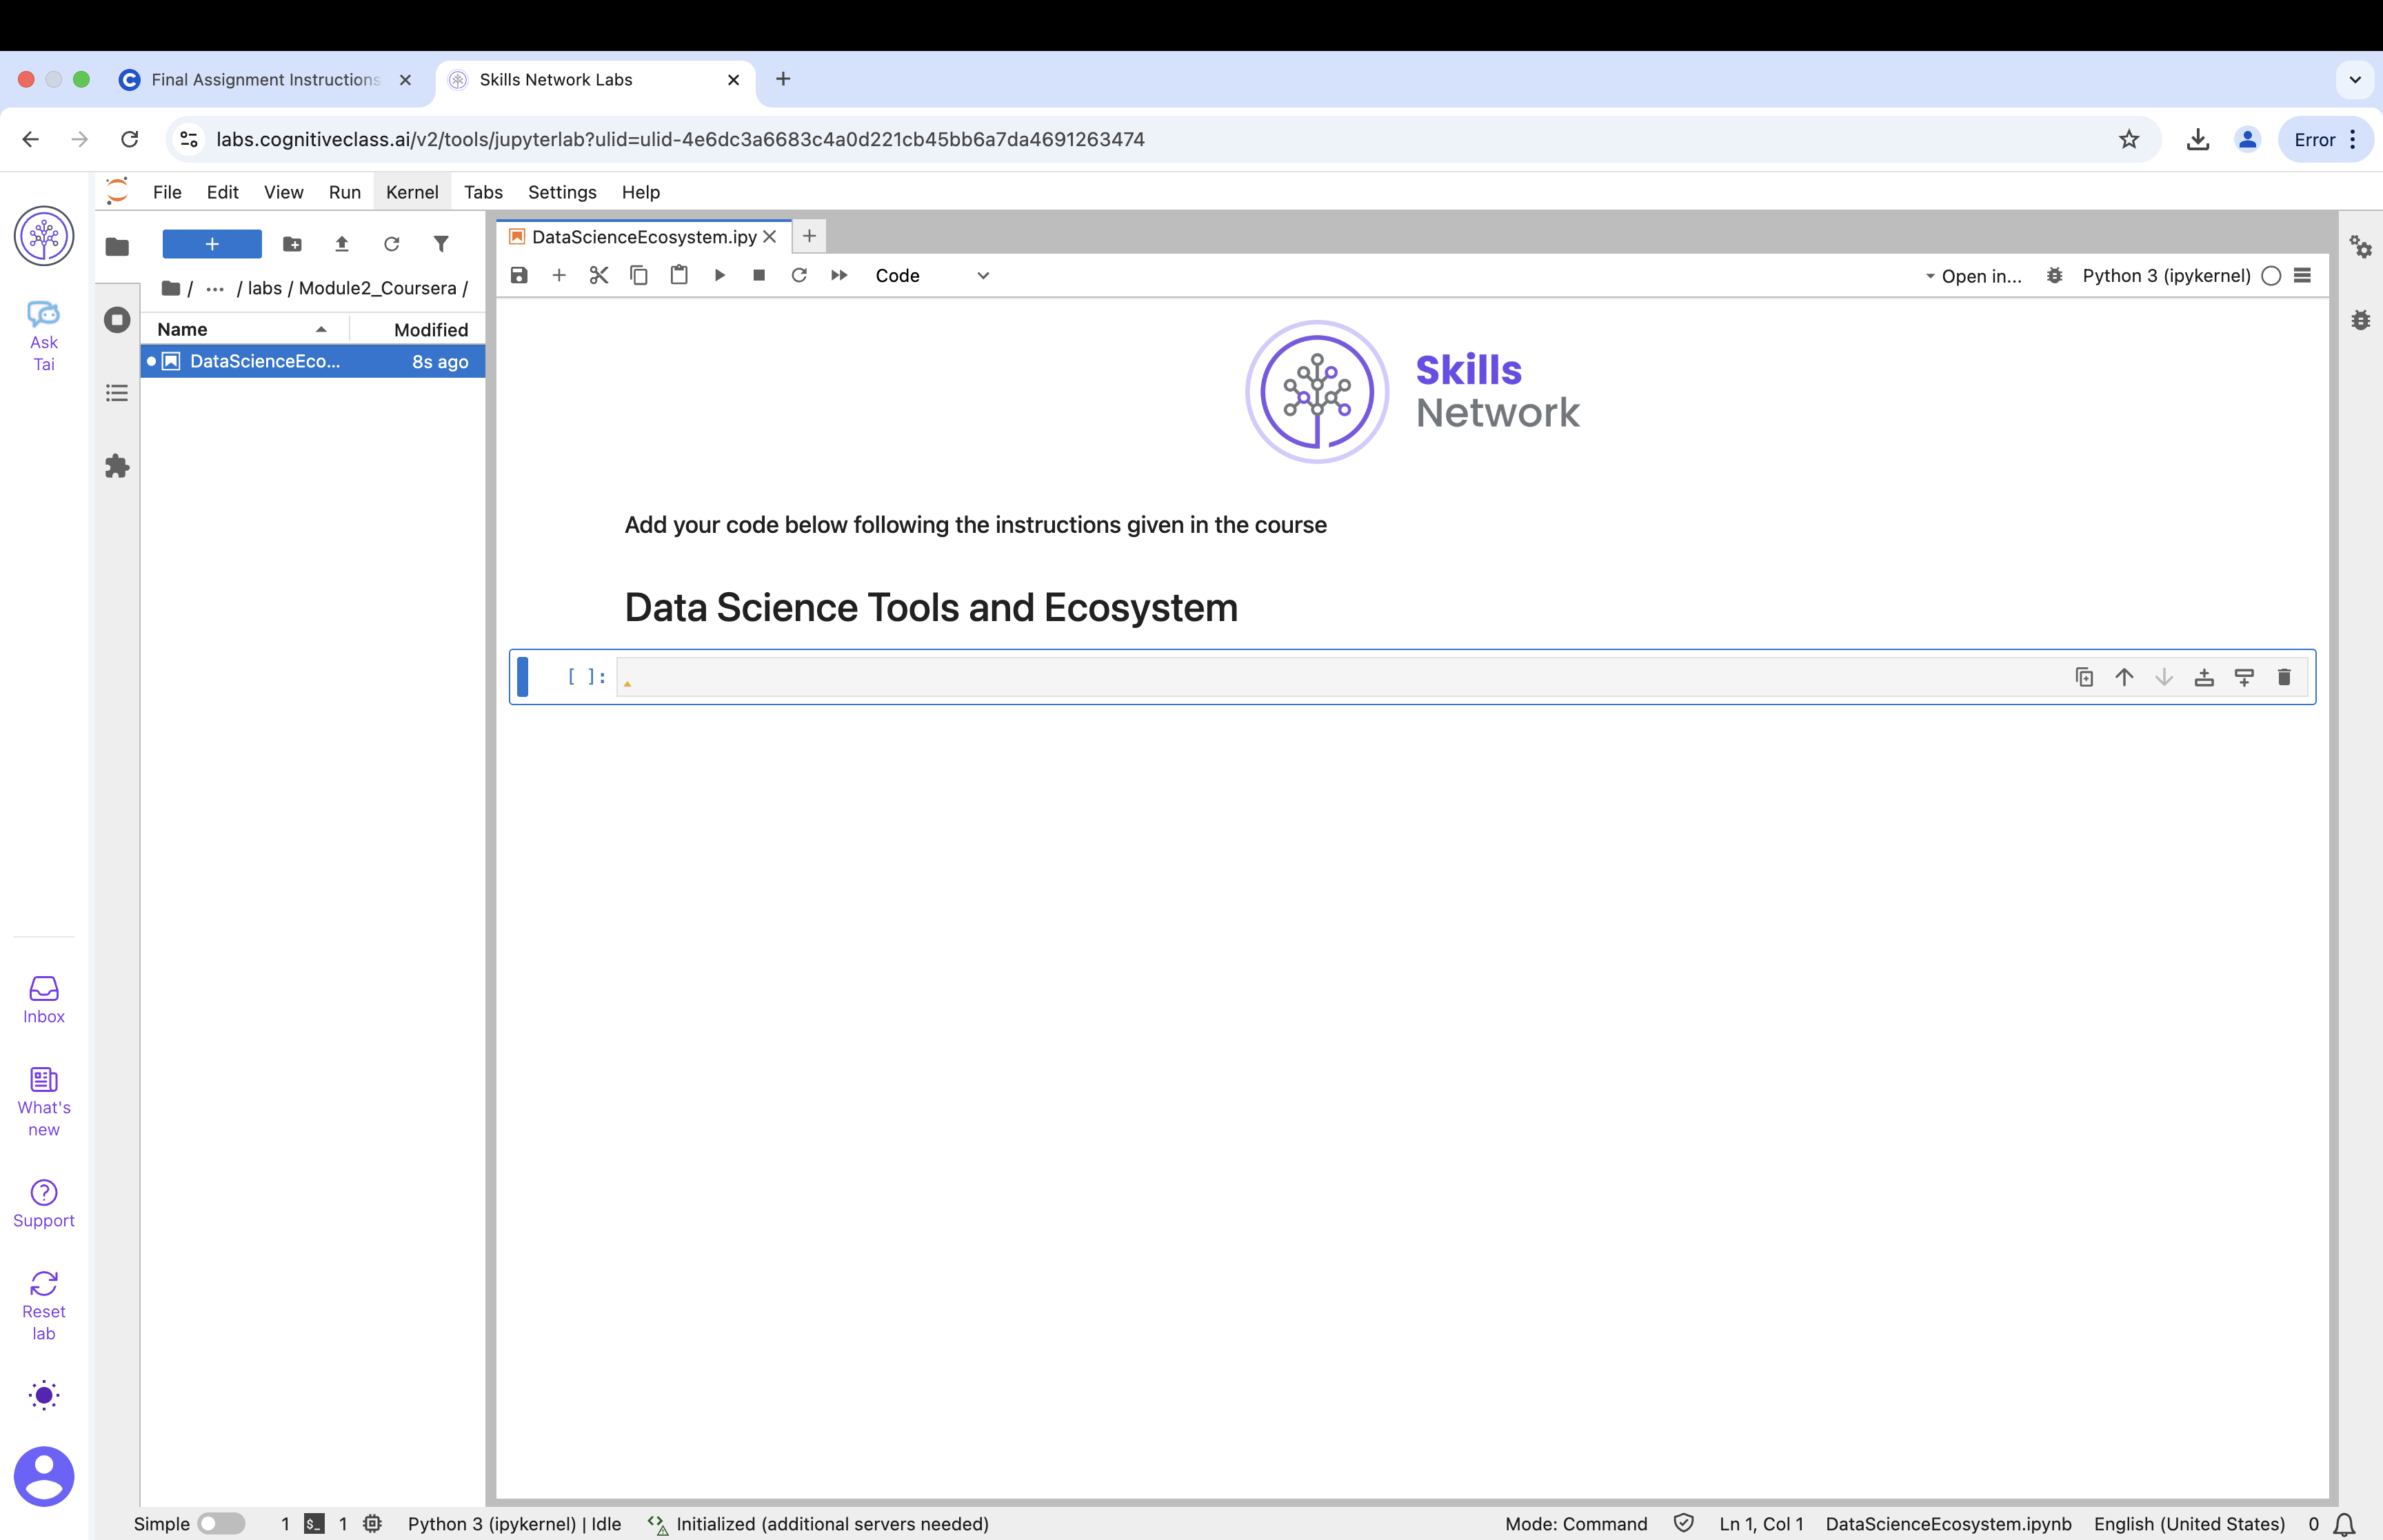 Final Assignment Instructions
Skills Network Labs
labs.cognitiveclass.ai/v2/tools/jupyterlab?ulid=ulid-4e6dc3a6683c4a0d221cb45bb6a7da4691263474
Error
File Edit View Run Kernel Tabs Settings Help
DataScienceEcosystem.ipy
Code
Open in...
Python 3 (ipykernel)
/ ... / labs / Module2_Coursera /
Name Modified
DataScienceEco... 8s ago
Ask
Tai
Skills
Network
Add your code below following the instructions given in the course
Data Science Tools and Ecosystem
[ ]:
Inbox
What's
new
Support
Reset
lab
Simple 1 $_ 1 Python 3 (ipykernel) | Idle Initialized (additional servers needed) Mode: Command Ln 1, Col 1 DataScienceEcosystem.ipynb English (United States) 0